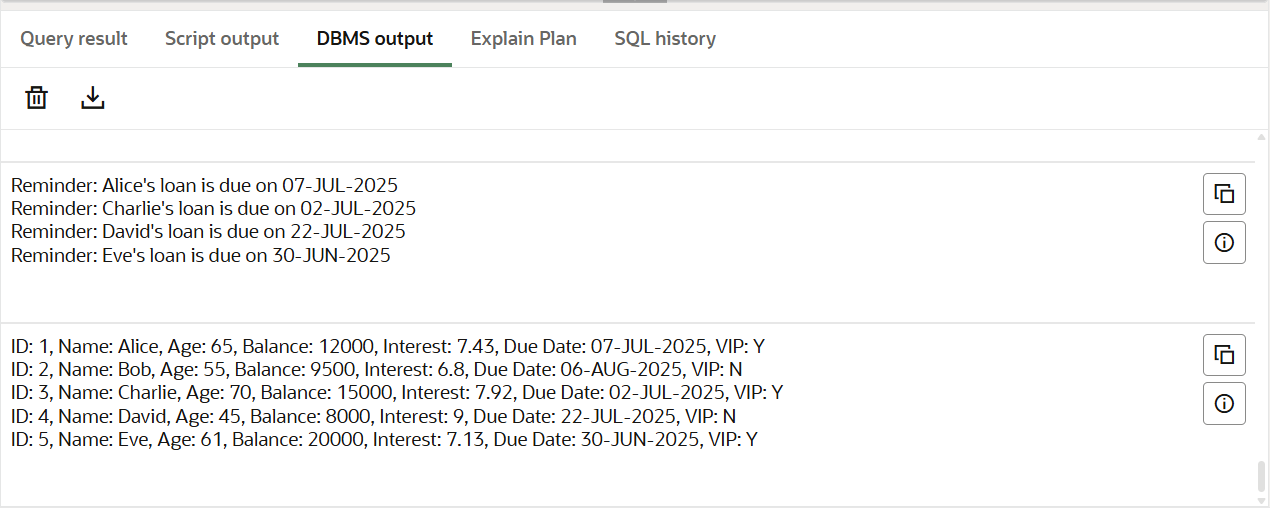 Query result Script output DBMS output Explain Plan SQL history
Reminder: Alice's loan is due on 07-JUL-2025
Reminder: Charlie's loan is due on 02-JUL-2025
Reminder: David's loan is due on 22-JUL-2025
Reminder: Eve's loan is due on 30-JUN-2025
ID: 1, Name: Alice, Age: 65, Balance: 12000, Interest: 7.43, Due Date: 07-JUL-2025, VIP: Y
ID: 2, Name: Bob, Age: 55, Balance: 9500, Interest: 6.8, Due Date: 06-AUG-2025, VIP: N
ID: 3, Name: Charlie, Age: 70, Balance: 15000, Interest: 7.92, Due Date: 02-JUL-2025, VIP: Y
ID: 4, Name: David, Age: 45, Balance: 8000, Interest: 9, Due Date: 22-JUL-2025, VIP: N
ID: 5, Name: Eve, Age: 61, Balance: 20000, Interest: 7.13, Due Date: 30-JUN-2025, VIP: Y